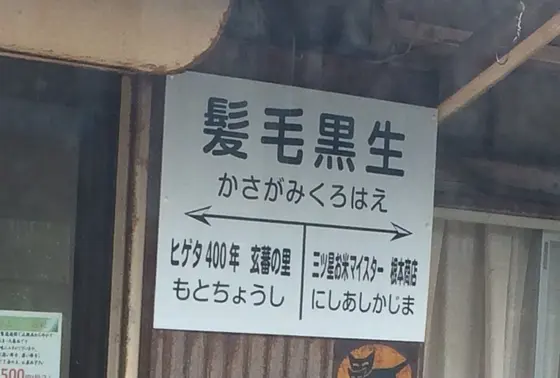 髪毛黒生
かさがみくろはえ
ヒゲタ400年 玄蕃の里
もとちょうし
三ツ星お米マイスター 根本商店
にしあしかじま
500